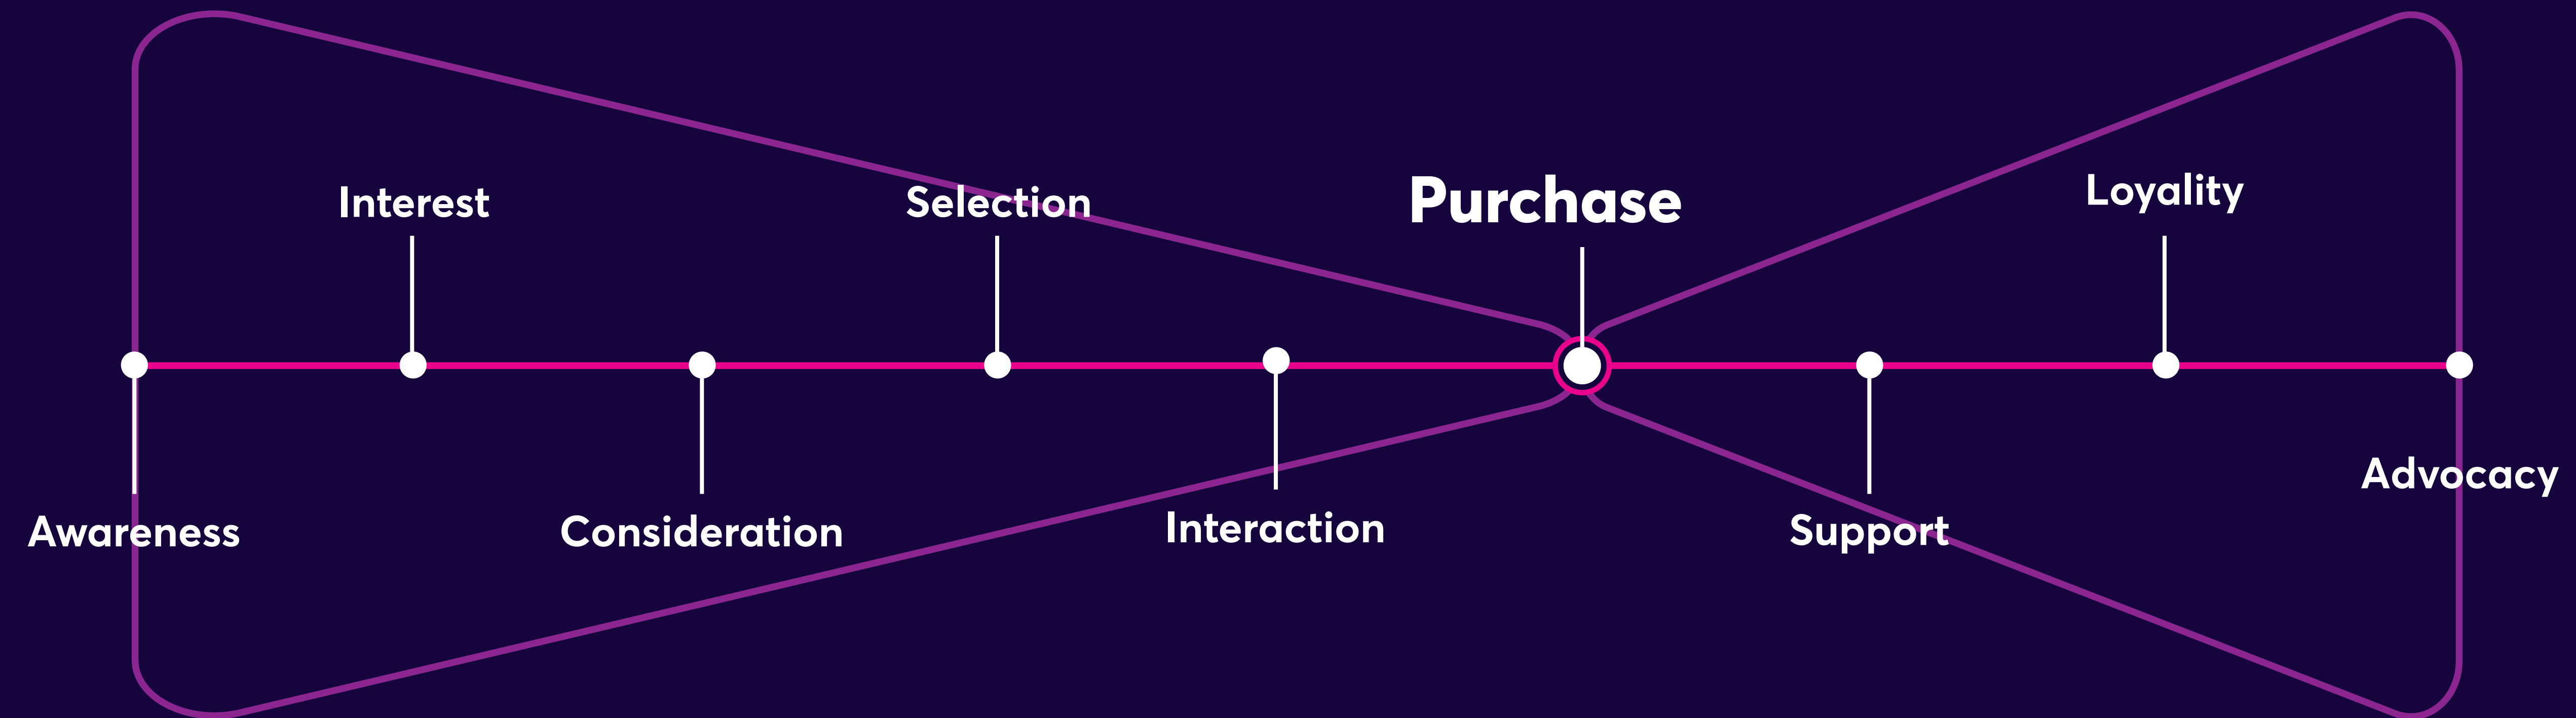 Awareness
Interest
Consideration
Selection
Interaction
Purchase
Support
Loyality
Advocacy